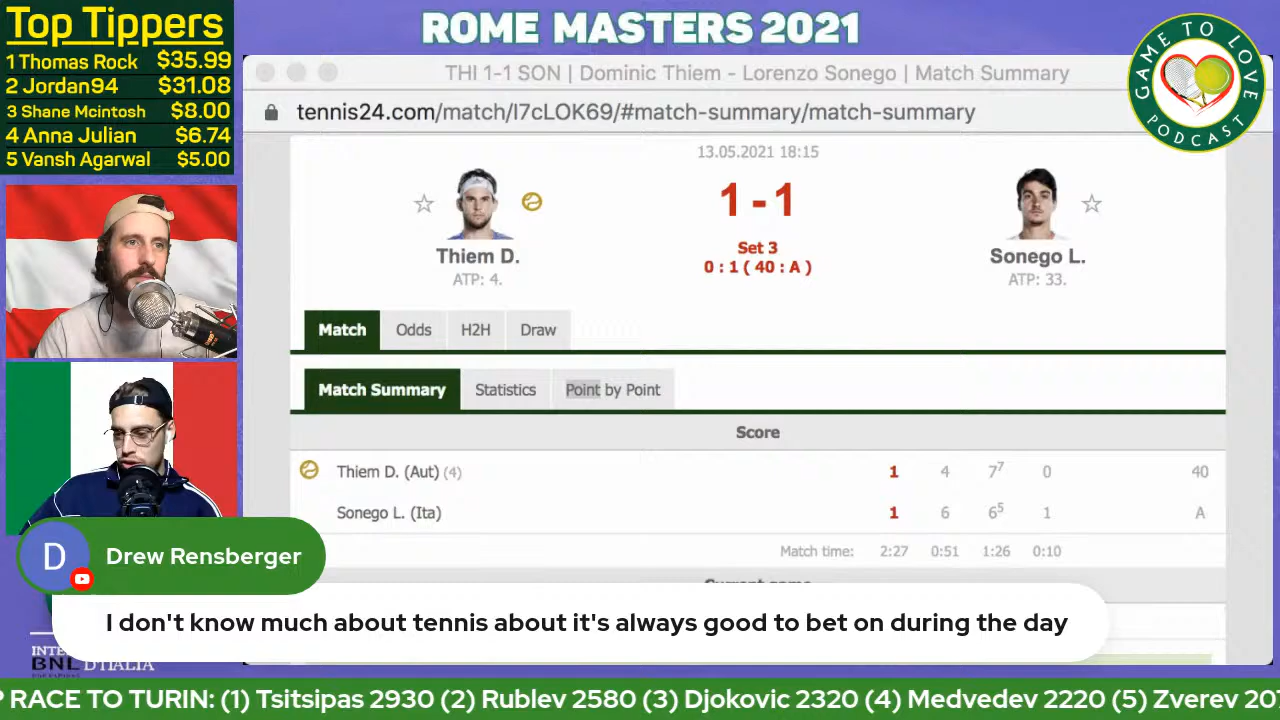 Top Tippers
1 Thomas Rock $35.99
2 Jordan94 $31.08
3 Shane Mcintosh $8.00
4 Anna Julian $6.74
5 Vansh Agarwal $5.00
ROME MASTERS 2021
GAME TO LOVE
PODCAST
THI 1-1 SON | Dominic Thiem - Lorenzo Sonego | Match Summary
tennis24.com/match/I7cLOK69/#match-summary/match-summary
13.05.2021 18:15
1 - 1
Set 3
0 : 1 ( 40 : A )
Thiem D.
ATP: 4.
Sonego L.
ATP: 33.
Match Odds H2H Draw
Match Summary Statistics Point by Point
Score
Thiem D. (Aut) (4) 1 4 7 7 0 40
Sonego L. (Ita) 1 6 6 5 1 A
Match time: 2:27 0:51 1:26 0:10
D
Drew Rensberger
I don't know much about tennis about it's always good to bet on during the day
BNL D'ITALIA
P RACE TO TURIN: (1) Tsitsipas 2930 (2) Rublev 2580 (3) Djokovic 2320 (4) Medvedev 2220 (5) Zverev 207